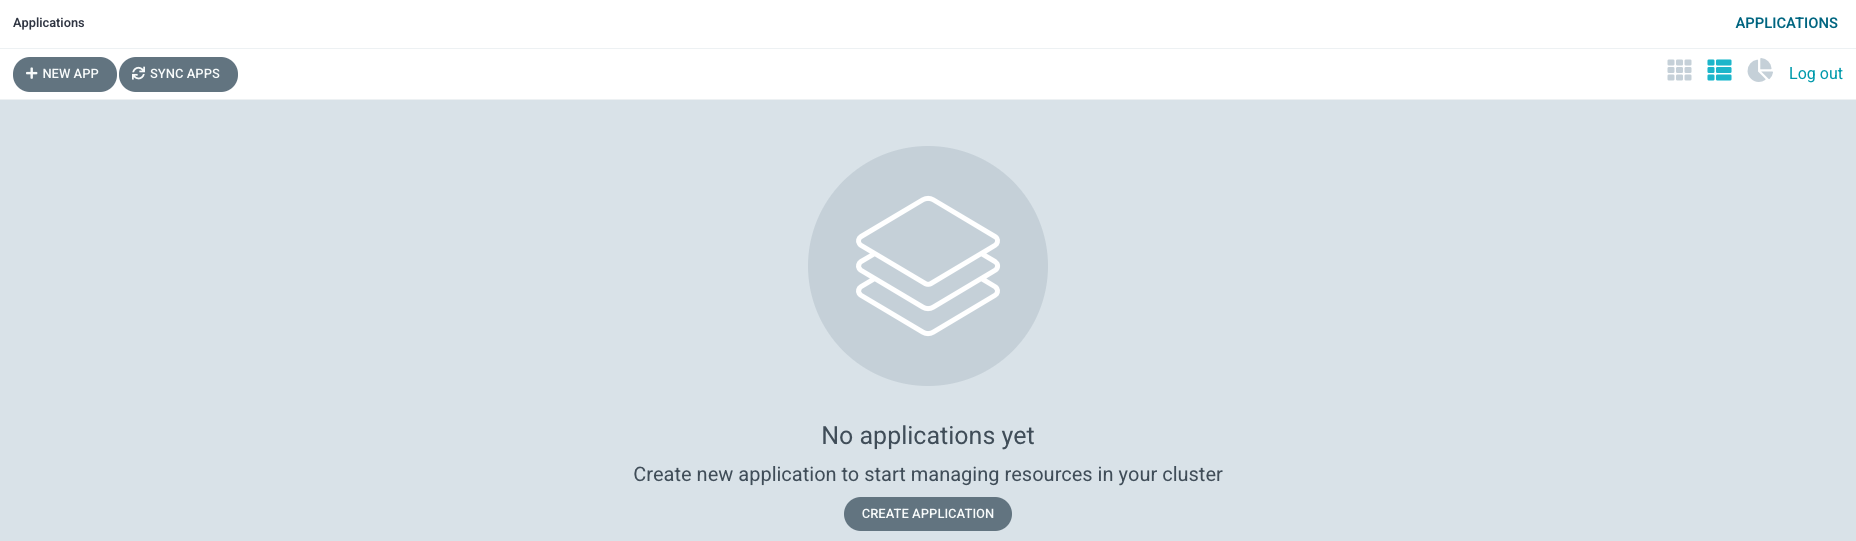 Applications
APPLICATIONS
NEW APP
SYNC APPS
Log out
No applications yet
Create new application to start managing resources in your cluster
CREATE APPLICATION